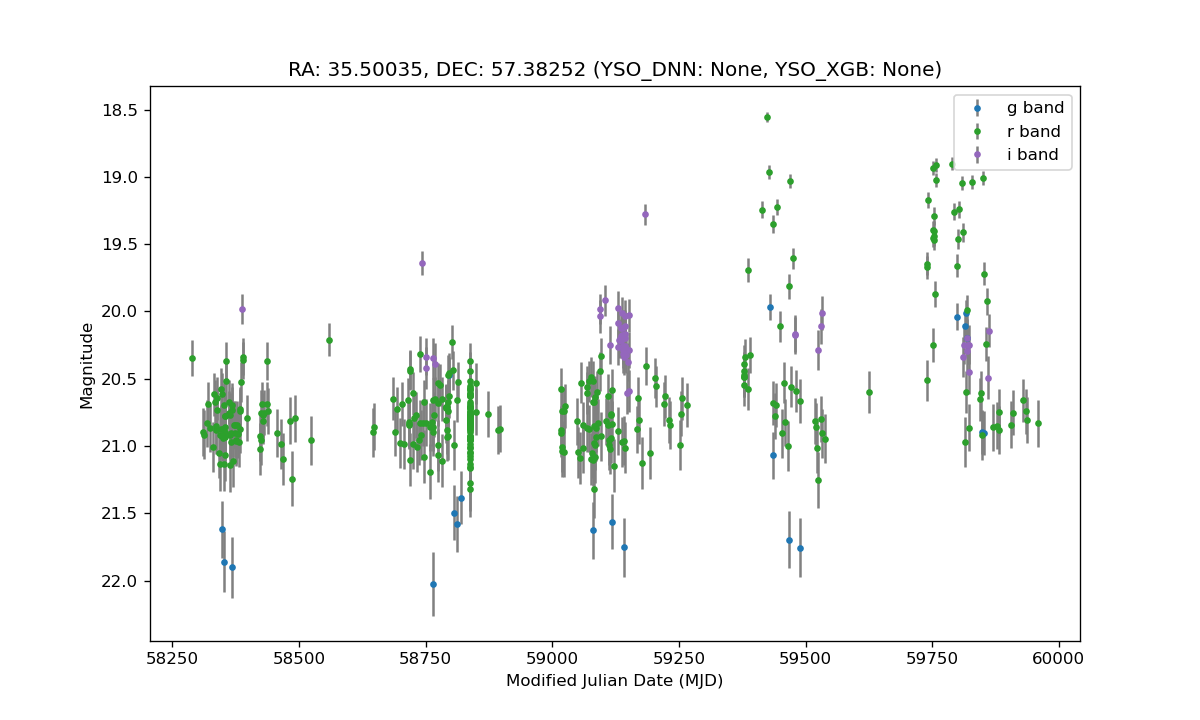 RA: 35.50035, DEC: 57.38252 (YSO_DNN: None, YSO_XGB: None)
g band
r band
i band
18.5
19.0
19.5
20.0
20.5
21.0
21.5
22.0
Magnitude
58250 58500 58750 59000 59250 59500 59750 60000
Modified Julian Date (MJD)